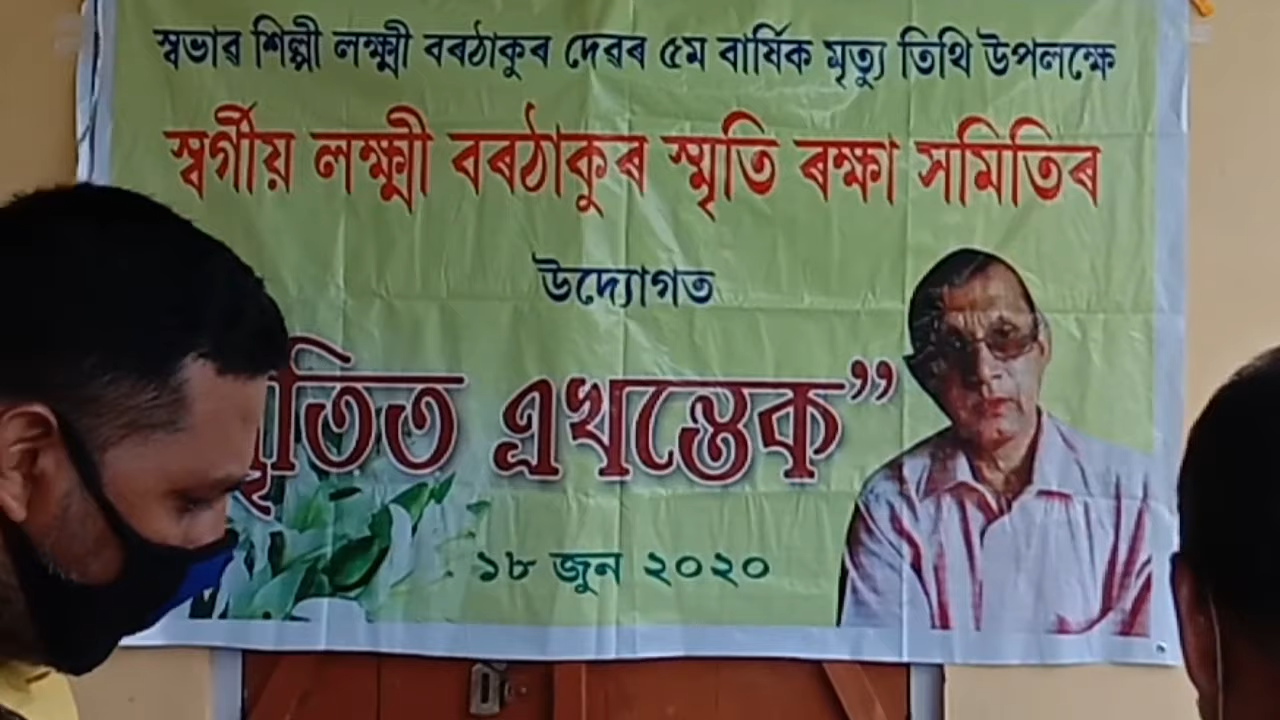 স্বভাৱ শিল্পী লক্ষ্মী বৰঠাকুৰ দেৱৰ ৫ম বাৰ্ষিক মৃত্যু তিথি উপলক্ষে
স্বৰ্গীয় লক্ষ্মী বৰঠাকুৰ স্মৃতি ৰক্ষা সমিতিৰ
উদ্যোগত
এখন্তেক”
১৮ জুন ২০২০